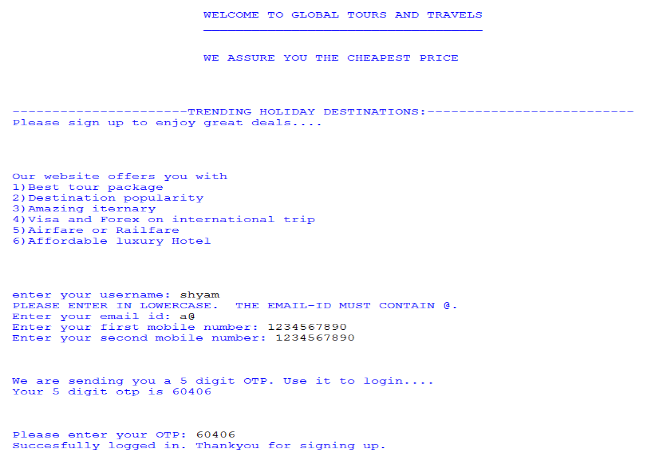 WELCOME TO GLOBAL TOURS AND TRAVELS
WE ASSURE YOU THE CHEAPEST PRICE
----------------------TRENDING HOLIDAY DESTINATIONS:--------------------------
Please sign up to enjoy great deals....
Our website offers you with
1)Best tour package
2)Destination popularity
3)Amazing iternary
4)Visa and Forex on international trip
5)Airfare or Railfare
6)Affordable luxury Hotel
enter your username: shyam
PLEASE ENTER IN LOWERCASE.  THE EMAIL-ID MUST CONTAIN @.
Enter your email id: a@
Enter your first mobile number: 1234567890
Enter your second mobile number: 1234567890
We are sending you a 5 digit OTP. Use it to login....
Your 5 digit otp is 60406
Please enter your OTP: 60406
Succesfully logged in. Thankyou for signing up.